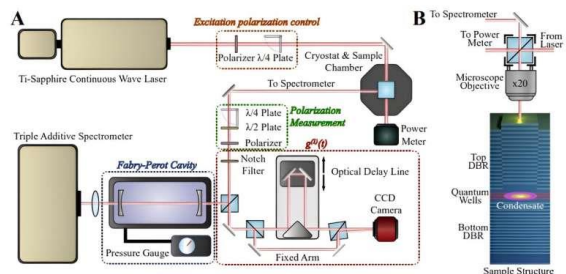 A
Ti-Sapphire Continuous Wave Laser
Excitation polarization control
Polarizer λ/4 Plate
Cryostat & Sample
Chamber
To Spectrometer
Power
Meter
λ/4 Plate
λ/2 Plate
Polarizer
Polarization
Measurement
g⁽¹⁾(t)
Triple Additive Spectrometer
Fabry-Perot Cavity
Notch
Filter
Optical Delay Line
CCD
Camera
Pressure Gauge
Fixed Arm
B
To Spectrometer
To Power
Meter
From
Laser
Microscope
Objective
x20
Top
DBR
Quantum
Wells
Condensate
Bottom
DBR
Sample Structure